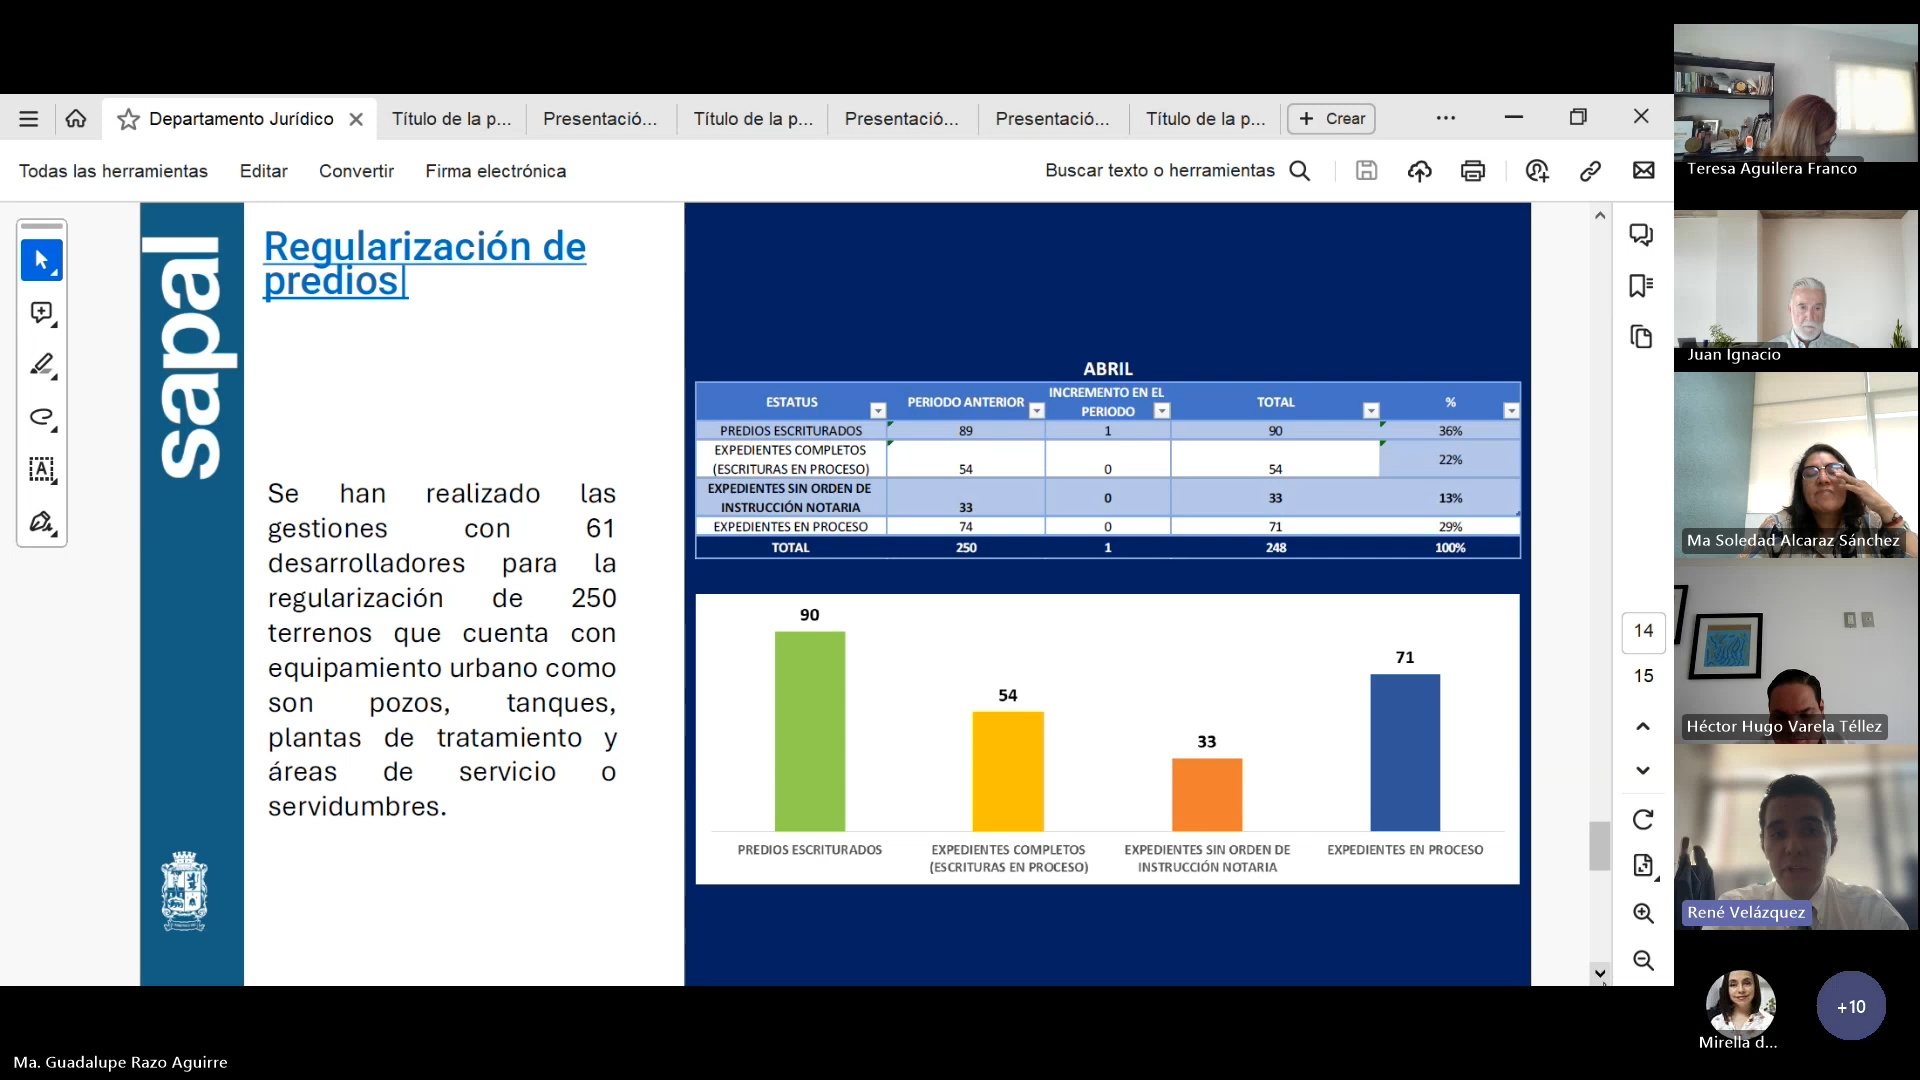 Departamento Jurídico
Título de la p...
Presentació...
Título de la p...
Presentació...
Presentació...
Título de la p...
+ Crear
Todas las herramientas
Editar
Convertir
Firma electrónica
Buscar texto o herramientas
sapal
Regularización de
predios
Se han realizado las
gestiones con 61
desarrolladores para la
regularización de 250
terrenos que cuenta con
equipamiento urbano como
son pozos, tanques,
plantas de tratamiento y
áreas de servicio o
servidumbres.
ABRIL
ESTATUS PERIODO ANTERIOR INCREMENTO EN EL PERIODO TOTAL %
PREDIOS ESCRITURADOS 89 1 90 36%
EXPEDIENTES COMPLETOS
(ESCRITURAS EN PROCESO) 54 0 54 22%
EXPEDIENTES SIN ORDEN DE
INSTRUCCIÓN NOTARIA 33 0 33 13%
EXPEDIENTES EN PROCESO 74 0 71 29%
TOTAL 250 1 248 100%
90
54
33
71
PREDIOS ESCRITURADOS
EXPEDIENTES COMPLETOS
(ESCRITURAS EN PROCESO)
EXPEDIENTES SIN ORDEN DE
INSTRUCCIÓN NOTARIA
EXPEDIENTES EN PROCESO
14
15
Teresa Aguilera Franco
Juan Ignacio
Ma Soledad Alcaraz Sánchez
Héctor Hugo Varela Téllez
René Velázquez
Mirella d...
+10
Ma. Guadalupe Razo Aguirre